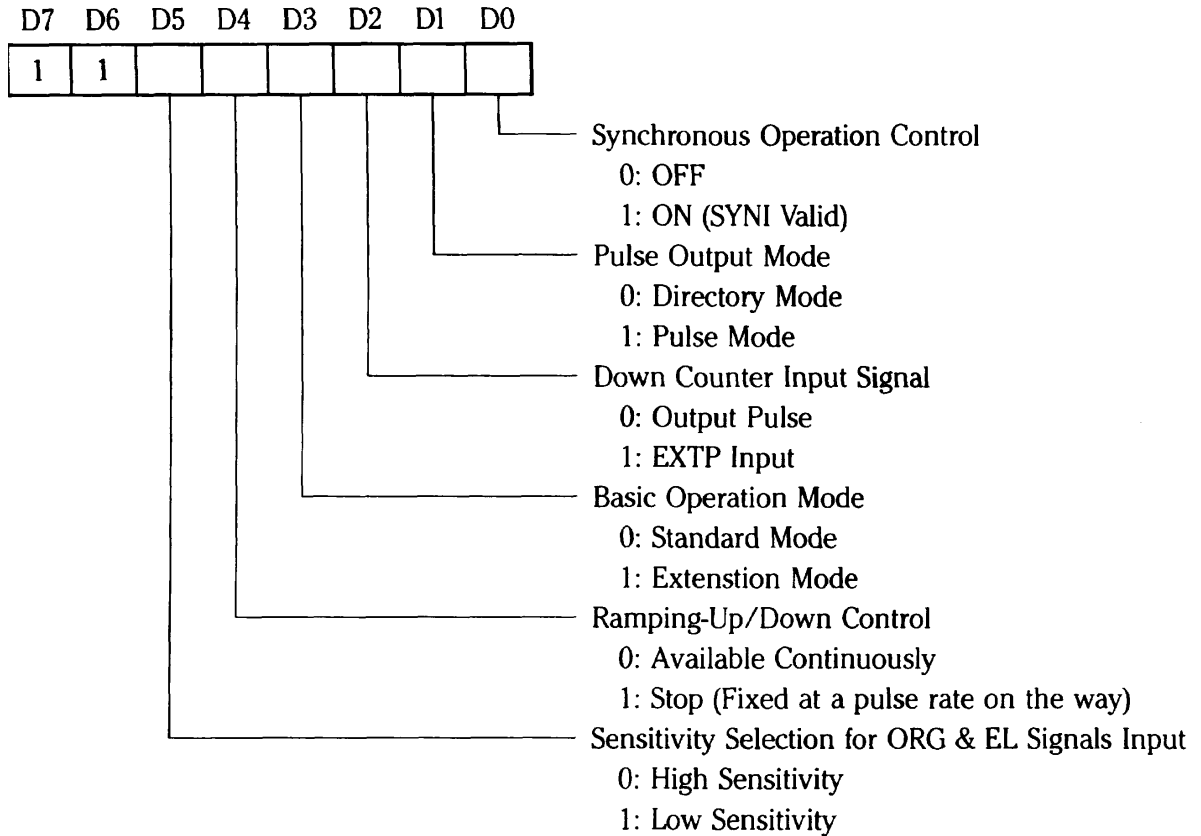 D7 D6 D5 D4 D3 D2 D1 D0
1 1
Synchronous Operation Control
0: OFF
1: ON (SYNI Valid)
Pulse Output Mode
0: Directory Mode
1: Pulse Mode
Down Counter Input Signal
0: Output Pulse
1: EXTP Input
Basic Operation Mode
0: Standard Mode
1: Extenstion Mode
Ramping-Up/Down Control
0: Available Continuously
1: Stop (Fixed at a pulse rate on the way)
Sensitivity Selection for ORG & EL Signals Input
0: High Sensitivity
1: Low Sensitivity